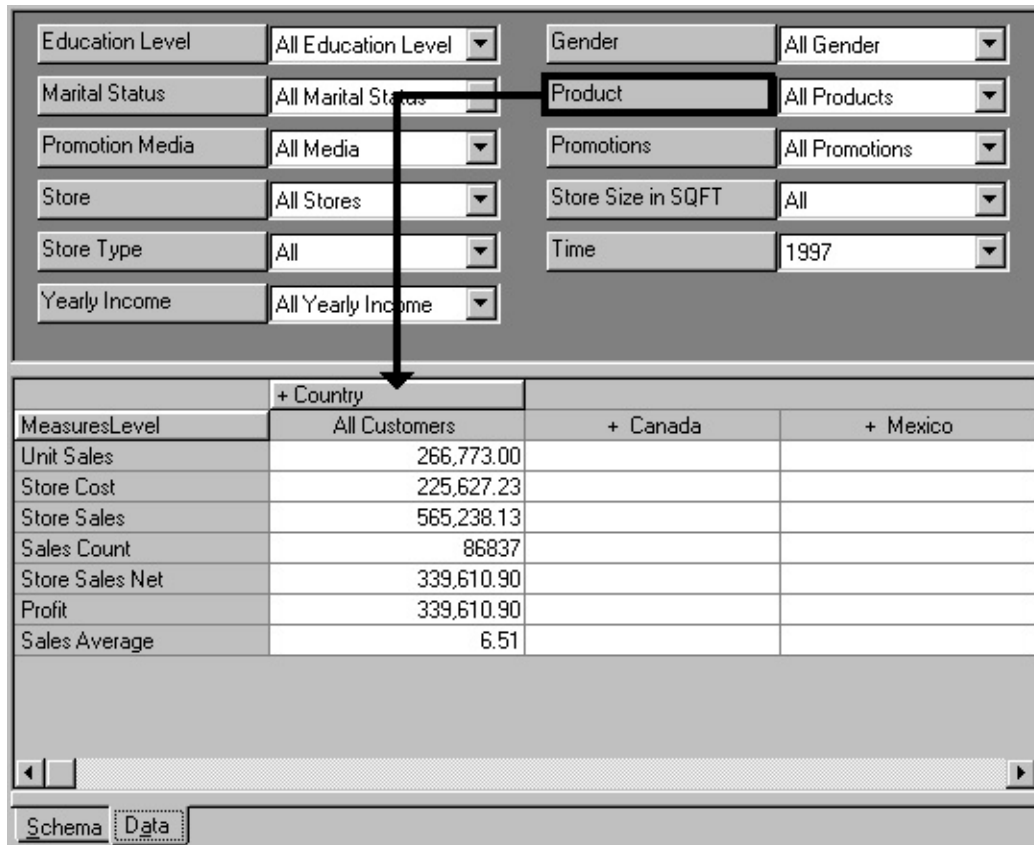 Education Level All Education Level Gender All Gender
Marital Status All Marital Status Product All Products
Promotion Media All Media Promotions All Promotions
Store All Stores Store Size in SQFT All
Store Type All Time 1997
Yearly Income All Yearly Income
+ Country
MeasuresLevel All Customers + Canada + Mexico
Unit Sales 266,773.00
Store Cost 225,627.23
Store Sales 565,238.13
Sales Count 86837
Store Sales Net 339,610.90
Profit 339,610.90
Sales Average 6.51
Schema Data